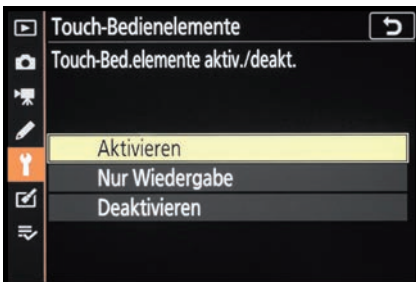 Touch-Bedienelemente
Touch-Bed.elemente aktiv./deakt.
Aktivieren
Nur Wiedergabe
Deaktivieren